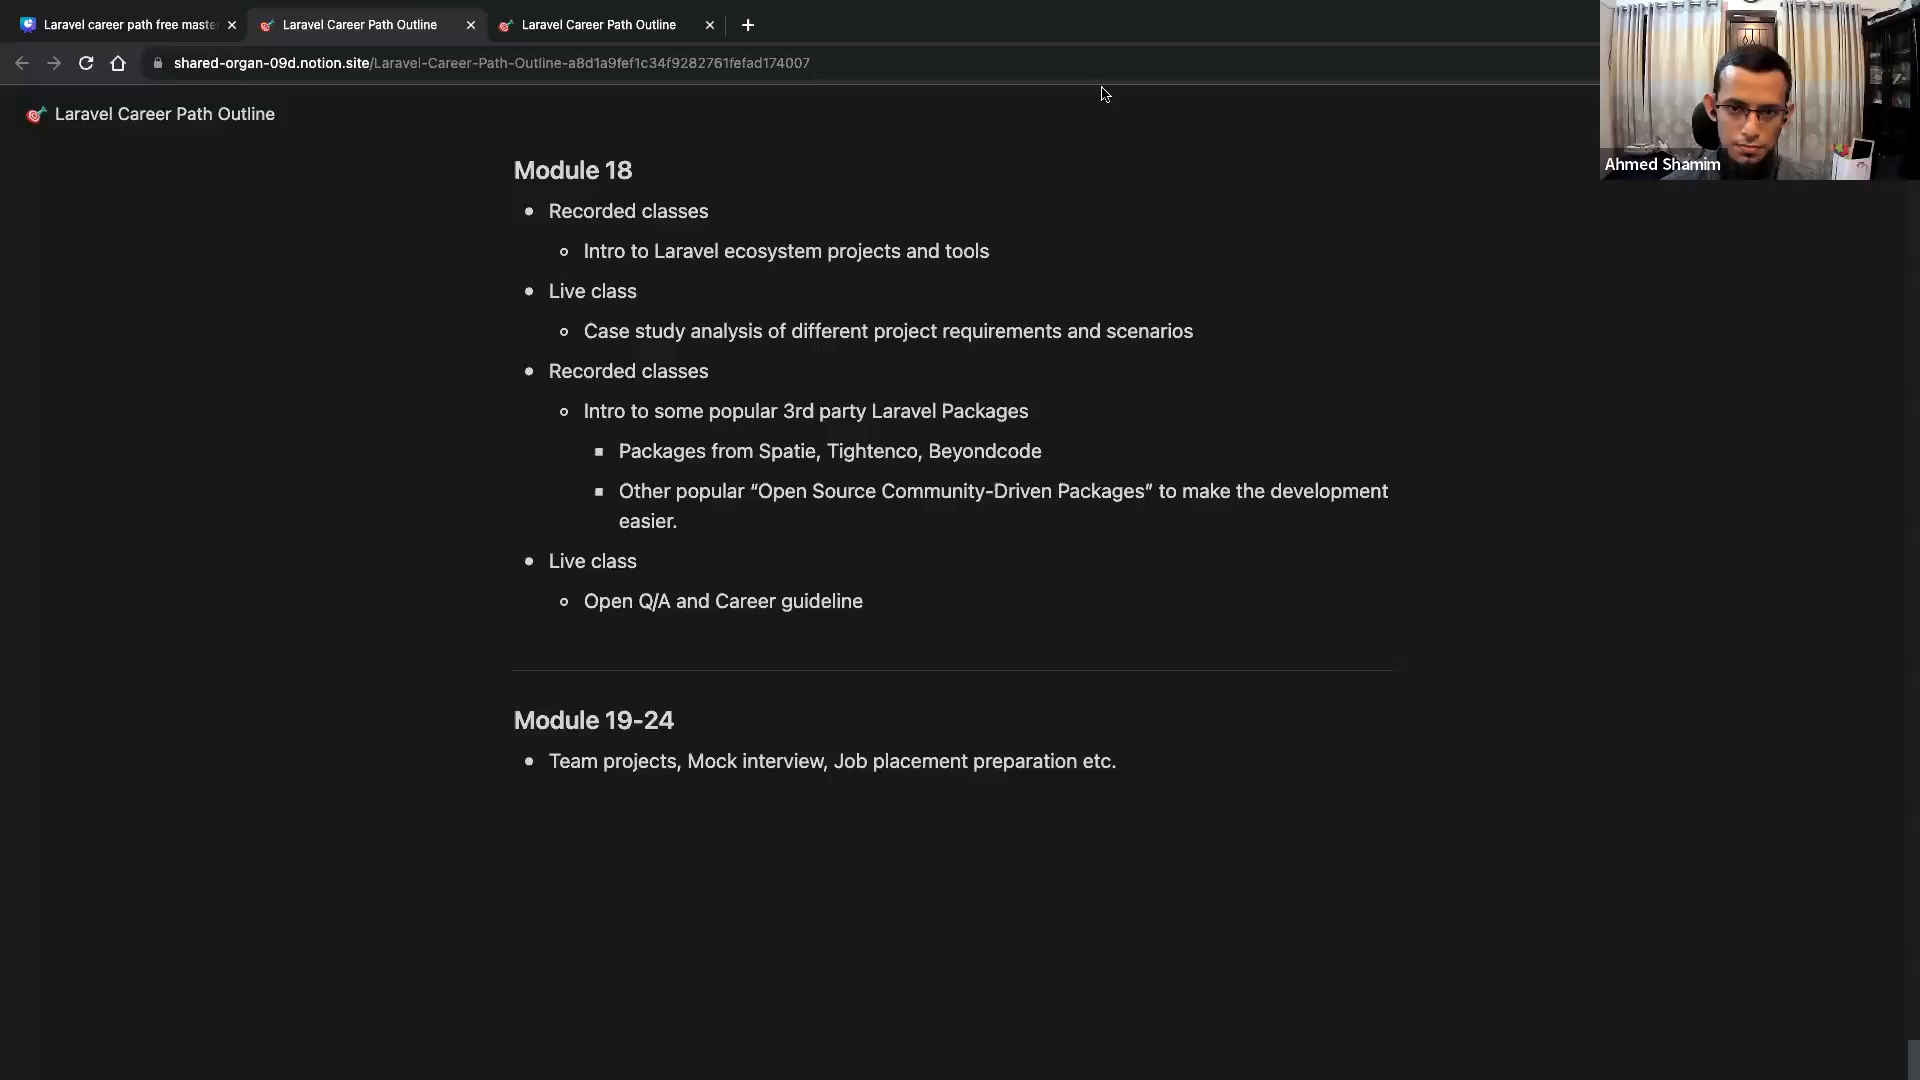 Laravel career path free maste
Laravel Career Path Outline
Laravel Career Path Outline
shared-organ-09d.notion.site/Laravel-Career-Path-Outline-a8d1a9fef1c34f9282761fefad174007
Laravel Career Path Outline
Ahmed Shamim
Module 18
Recorded classes
Intro to Laravel ecosystem projects and tools
Live class
Case study analysis of different project requirements and scenarios
Recorded classes
Intro to some popular 3rd party Laravel Packages
Packages from Spatie, Tightenco, Beyondcode
Other popular “Open Source Community-Driven Packages” to make the development
easier.
Live class
Open Q/A and Career guideline
Module 19-24
Team projects, Mock interview, Job placement preparation etc.